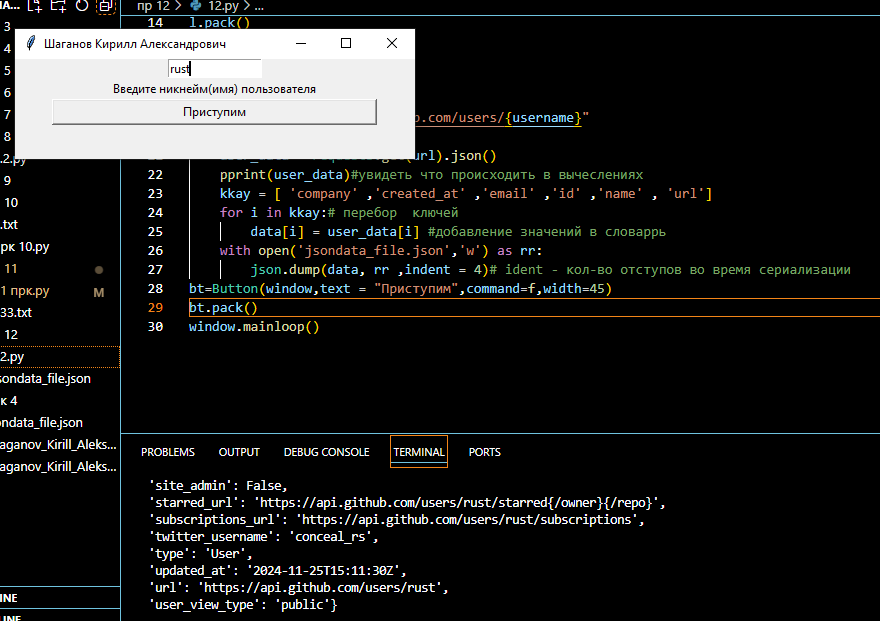 пр 12 > 12.py > ...
3
4
5
6
7
8
2.py
9
10
.txt
рк 10.py
11
1 прк.py
M
33.txt
12
2.py
sondata_file.json
к 4
ondata_file.json
aganov_Kirill_Aleks...
aganov_Kirill_Aleks...
INE
INE
Шаганов Кирилл Александрович
rust
Введите никнейм(имя) пользователя
Приступим
14 l.pack()
.com/users/{username}"
url).json()
22 pprint(user_data)#увидеть что происходить в вычеслениях
23 kkay = [ 'company' ,'created_at' ,'email' ,'id' ,'name' , 'url']
24 for i in kkay:# перебор ключей
25 data[i] = user_data[i] #добавление значений в словаррь
26 with open('jsondata_file.json','w') as rr:
27 json.dump(data, rr ,indent = 4)# ident - кол-во отступов во время сериализации
28 bt=Button(window,text = "Приступим",command=f,width=45)
29 bt.pack()
30 window.mainloop()
PROBLEMS OUTPUT DEBUG CONSOLE TERMINAL PORTS
'site_admin': False,
'starred_url': 'https://api.github.com/users/rust/starred{/owner}{/repo}',
'subscriptions_url': 'https://api.github.com/users/rust/subscriptions',
'twitter_username': 'conceal_rs',
'type': 'User',
'updated_at': '2024-11-25T15:11:30Z',
'url': 'https://api.github.com/users/rust',
'user_view_type': 'public'}